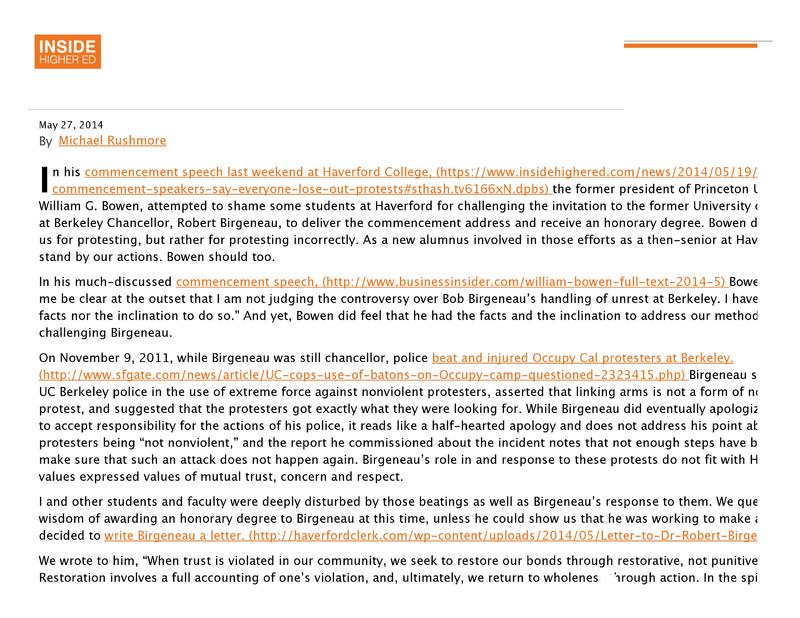 INSIDE
HIGHER ED
May 27, 2014
By Michael Rushmore
In his commencement speech last weekend at Haverford College, (https://www.insidehighered.com/news/2014/05/19/
commencement-speakers-say-everyone-lose-out-protests#sthash.tv6166xN.dpbs) the former president of Princeton U
William G. Bowen, attempted to shame some students at Haverford for challenging the invitation to the former University
at Berkeley Chancellor, Robert Birgeneau, to deliver the commencement address and receive an honorary degree. Bowen d
us for protesting, but rather for protesting incorrectly. As a new alumnus involved in those efforts as a then-senior at Hav
stand by our actions. Bowen should too.
In his much-discussed commencement speech, (http://www.businessinsider.com/william-bowen-full-text-2014-5) Bowe
me be clear at the outset that I am not judging the controversy over Bob Birgeneau's handling of unrest at Berkeley. I have
facts nor the inclination to do so." And yet, Bowen did feel that he had the facts and the inclination to address our method
challenging Birgeneau.
On November 9, 2011, while Birgeneau was still chancellor, police beat and injured Occupy Cal protesters at Berkeley.
(http://www.sfgate.com/news/article/UC-cops-use-of-batons-on-Occupy-camp-questioned-2323415.php) Birgeneau s
UC Berkeley police in the use of extreme force against nonviolent protesters, asserted that linking arms is not a form of no
protest, and suggested that the protesters got exactly what they were looking for. While Birgeneau did eventually apologiz
to accept responsibility for the actions of his police, it reads like a half-hearted apology and does not address his point ab
protesters being "not nonviolent," and the report he commissioned about the incident notes that not enough steps have b
make sure that such an attack does not happen again. Birgeneau's role in and response to these protests do not fit with H
values expressed values of mutual trust, concern and respect.
I and other students and faculty were deeply disturbed by those beatings as well as Birgeneau's response to them. We que
wisdom of awarding an honorary degree to Birgeneau at this time, unless he could show us that he was working to make a
decided to write Birgeneau a letter. (http://haverfordclerk.com/wp-content/uploads/2014/05/Letter-to-Dr-Robert-Birge
We wrote to him, "When trust is violated in our community, we seek to restore our bonds through restorative, not punitive
Restoration involves a full accounting of one's violation, and, ultimately, we return to wholenes hrough action. In the spi